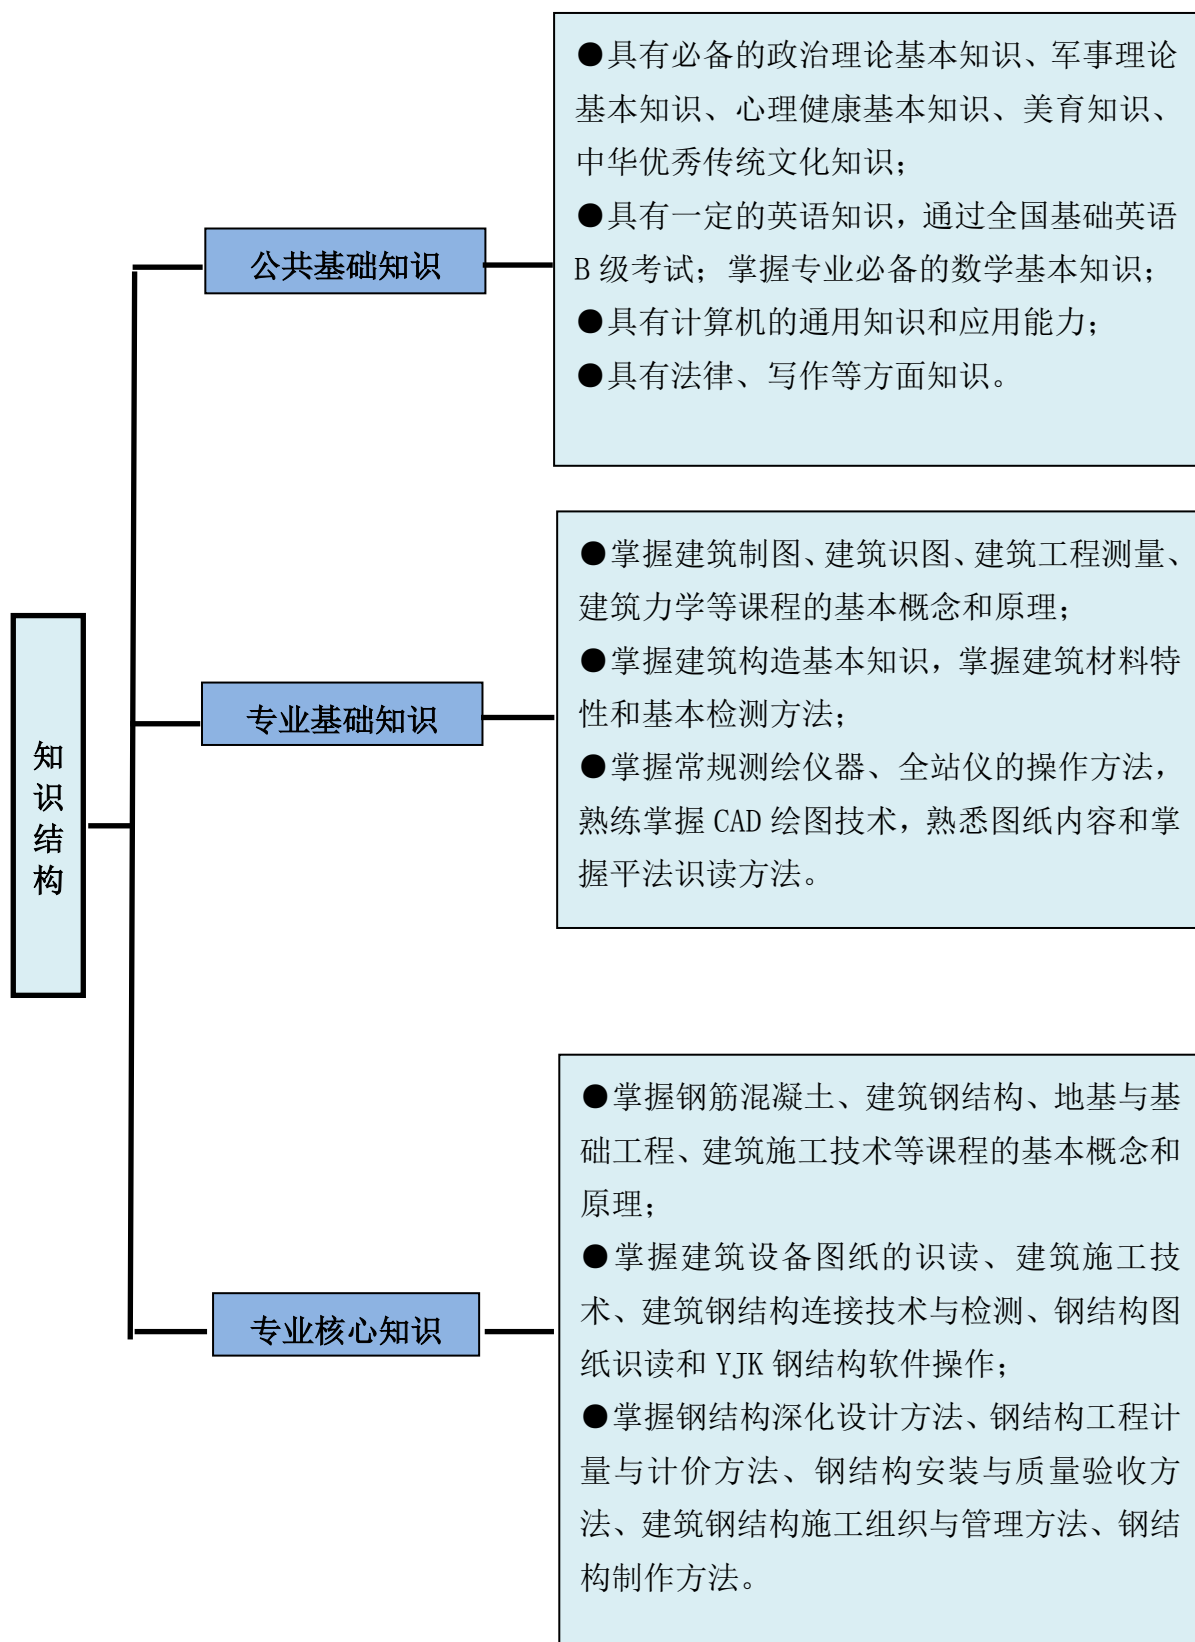 知
识
结
构
公共基础知识
●具有必备的政治理论基本知识、军事理论
基本知识、心理健康基本知识、美育知识、
中华优秀传统文化知识；
●具有一定的英语知识，通过全国基础英语
B 级考试；掌握专业必备的数学基本知识；
●具有计算机的通用知识和应用能力；
●具有法律、写作等方面知识。
专业基础知识
●掌握建筑制图、建筑识图、建筑工程测量、
建筑力学等课程的基本概念和原理；
●掌握建筑构造基本知识，掌握建筑材料特
性和基本检测方法；
●掌握常规测绘仪器、全站仪的操作方法，
熟练掌握 CAD 绘图技术，熟悉图纸内容和掌
握平法识读方法。
专业核心知识
●掌握钢筋混凝土、建筑钢结构、地基与基
础工程、建筑施工技术等课程的基本概念和
原理；
●掌握建筑设备图纸的识读、建筑施工技
术、建筑钢结构连接技术与检测、钢结构图
纸识读和 YJK 钢结构软件操作；
●掌握钢结构深化设计方法、钢结构工程计
量与计价方法、钢结构安装与质量验收方
法、建筑钢结构施工组织与管理方法、钢结
构制作方法。